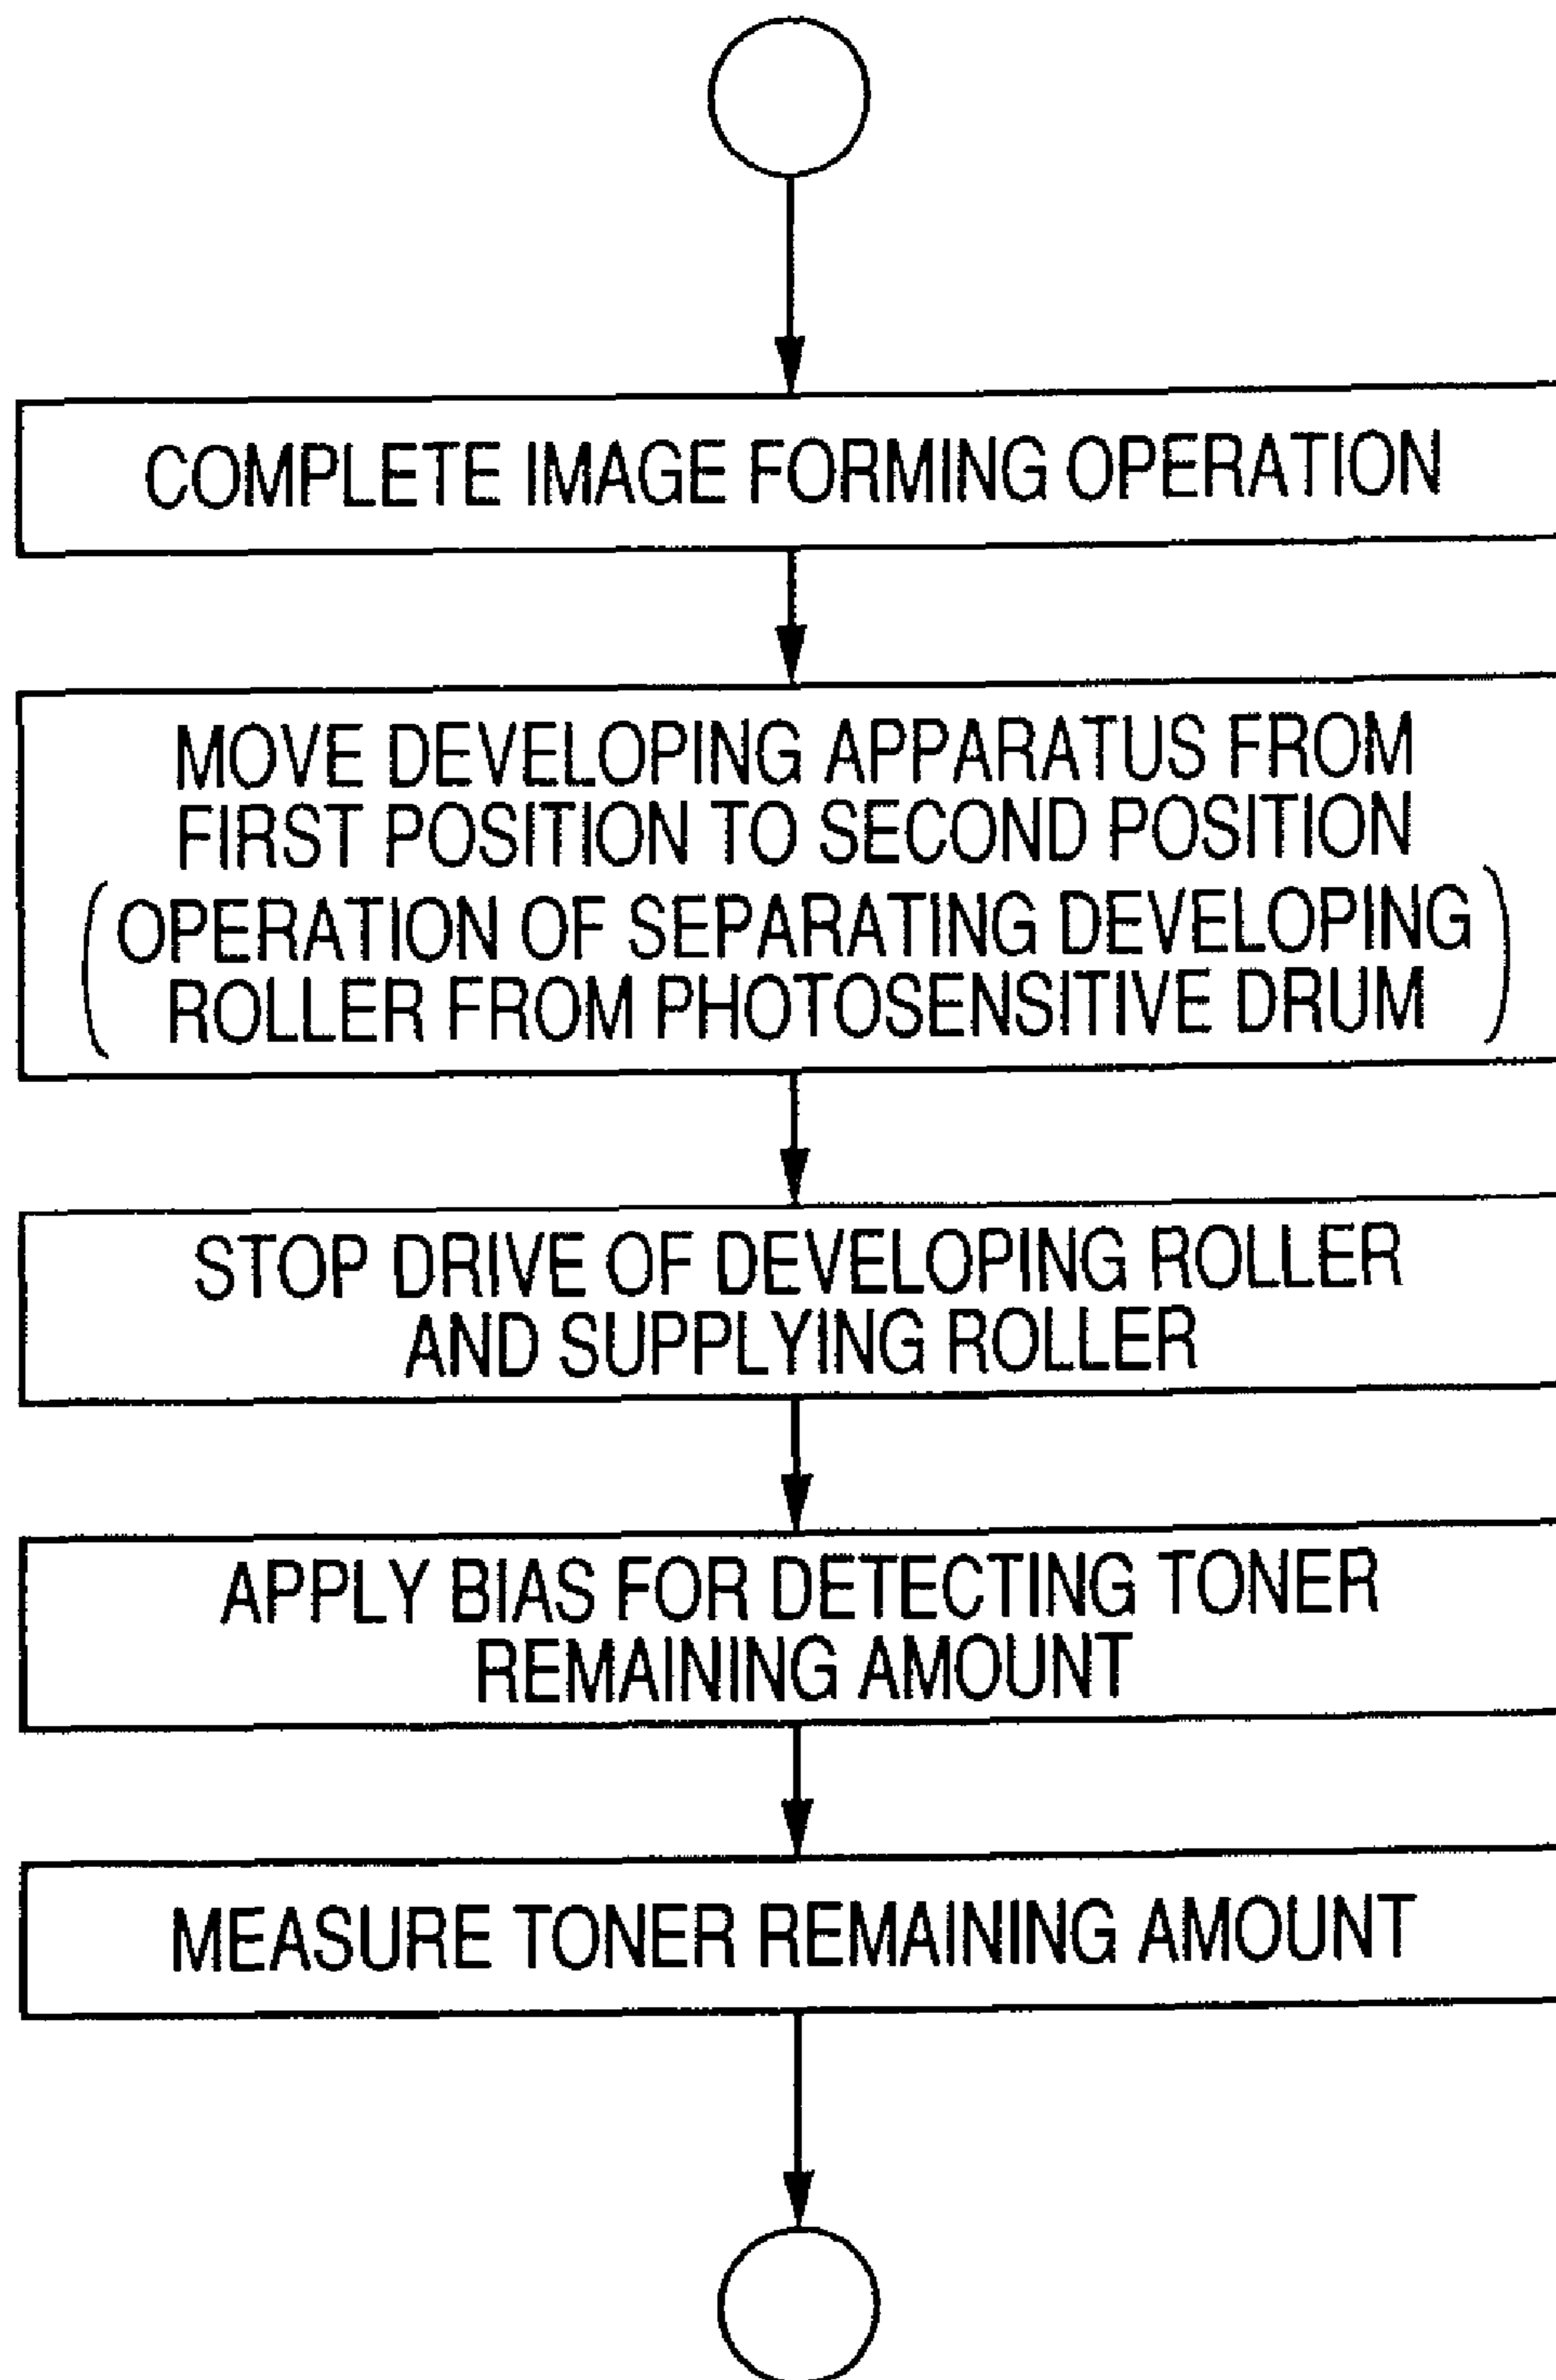 COMPLETE IMAGE FORMING OPERATION
MOVE DEVELOPING APPARATUS FROM
FIRST POSITION TO SECOND POSITION
(OPERATION OF SEPARATING DEVELOPING
ROLLER FROM PHOTOSENSITIVE DRUM)
STOP DRIVE OF DEVELOPING ROLLER
AND SUPPLYING ROLLER
APPLY BIAS FOR DETECTING TONER
REMAINING AMOUNT
MEASURE TONER REMAINING AMOUNT